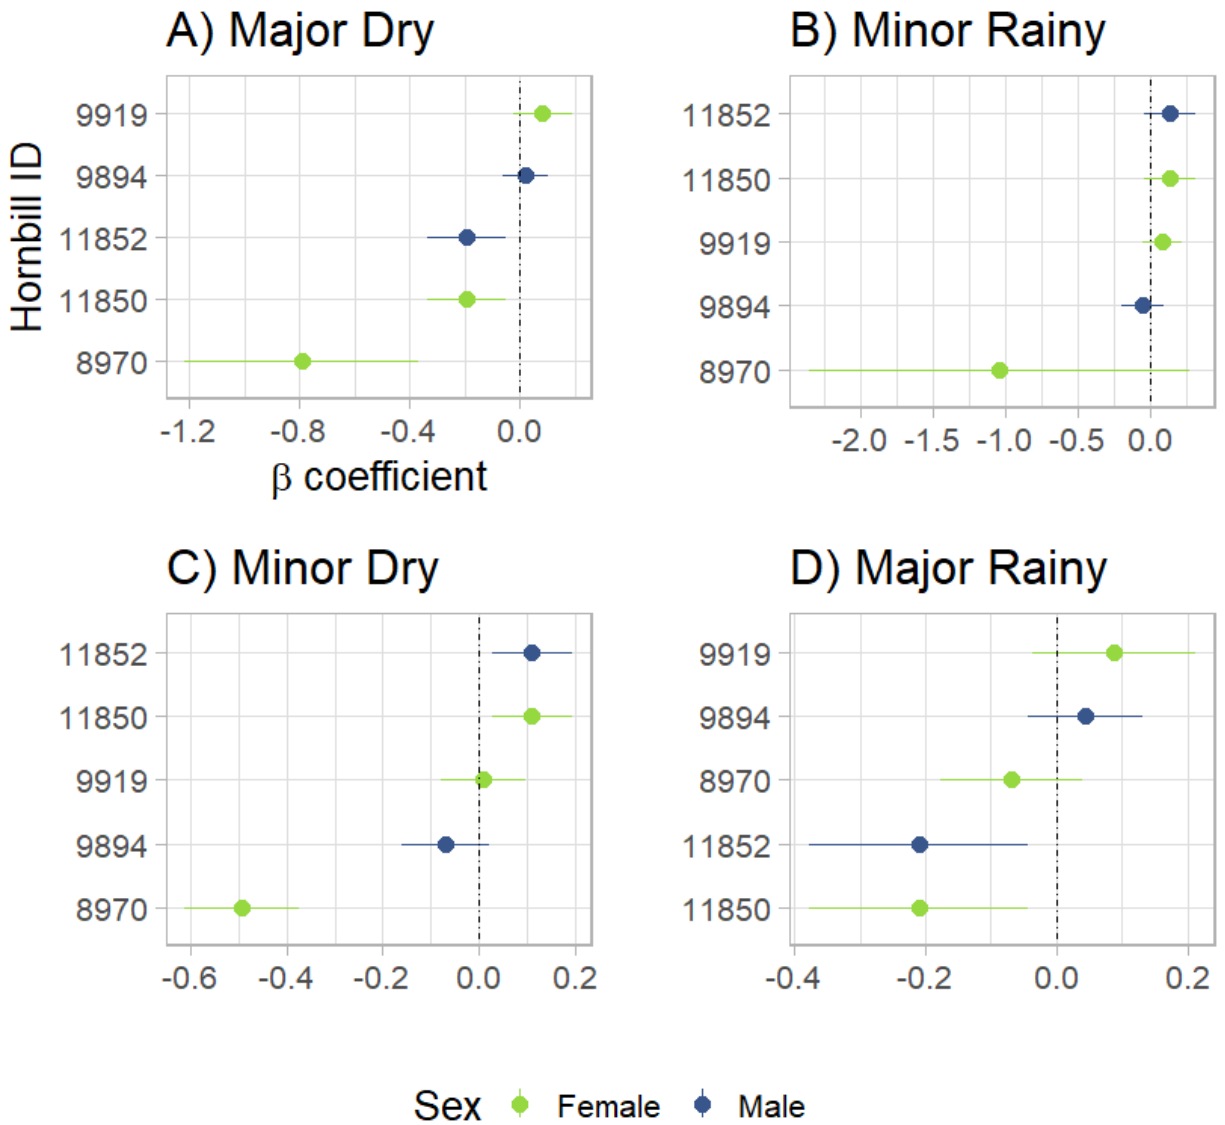 A) Major Dry
Hornbill ID
9919
9894
11852
11850
8970
-1.2 -0.8 -0.4 0.0
β coefficient
B) Minor Rainy
11852
11850
9919
9894
8970
-2.0 -1.5 -1.0 -0.5 0.0
C) Minor Dry
11852
11850
9919
9894
8970
-0.6 -0.4 -0.2 0.0 0.2
D) Major Rainy
9919
9894
8970
11852
11850
-0.4 -0.2 0.0 0.2
Sex Female Male